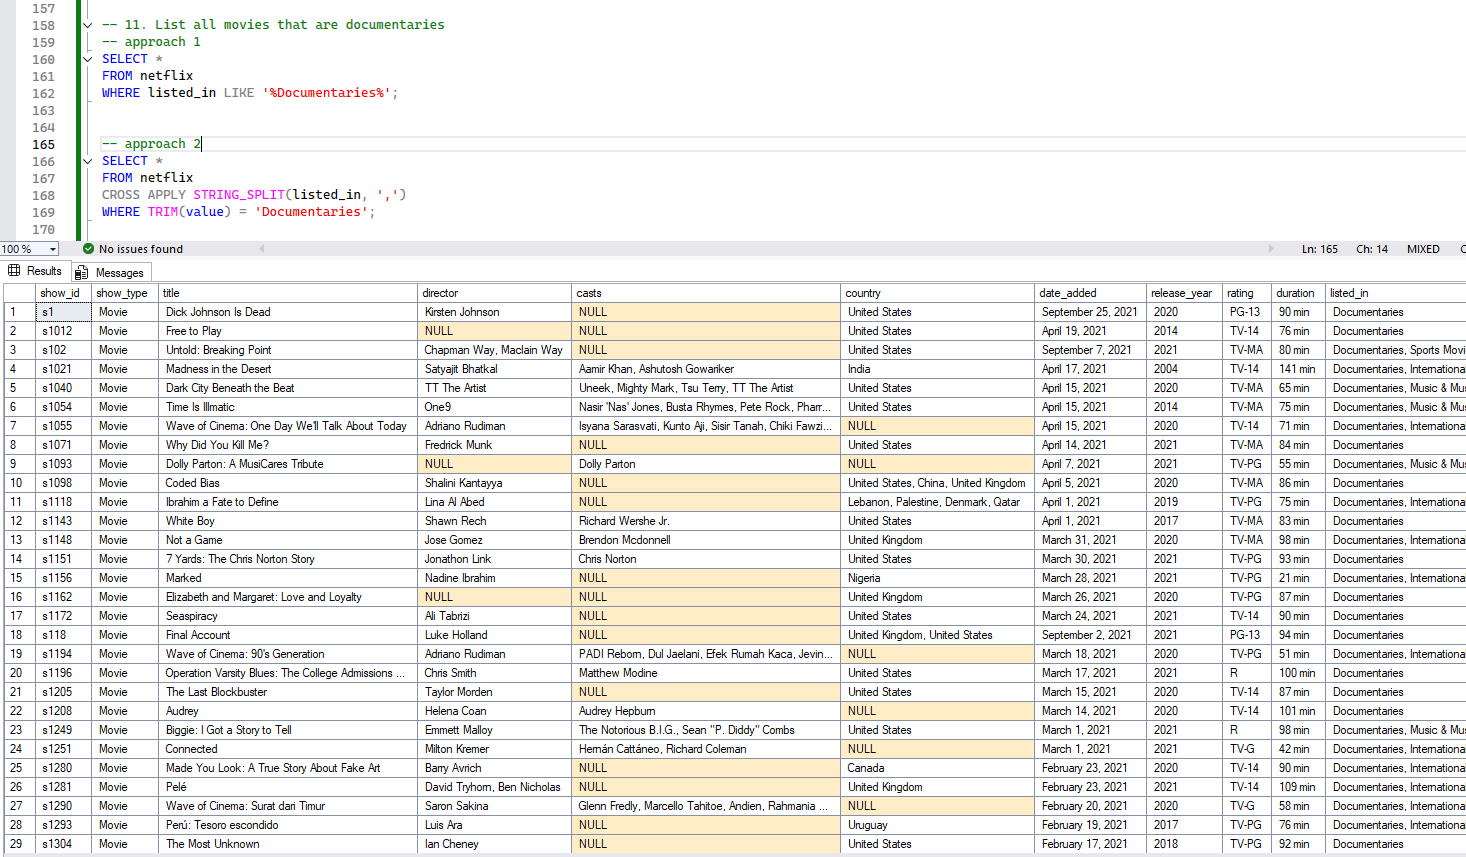 157
158 -- 11. List all movies that are documentaries
159 -- approach 1
160 SELECT *
161 FROM netflix
162 WHERE listed_in LIKE '%Documentaries%';
163
164
165 -- approach 2
166 SELECT *
167 FROM netflix
168 CROSS APPLY STRING_SPLIT(listed_in, ',')
169 WHERE TRIM(value) = 'Documentaries';
170
100 % No issues found Ln: 165 Ch: 14 MIXED
Results Messages
show_id show_type title director casts country date_added release_year rating duration listed_in
1 s1 Movie Dick Johnson Is Dead Kirsten Johnson NULL United States September 25, 2021 2020 PG-13 90 min Documentaries
2 s1012 Movie Free to Play NULL NULL United States April 19, 2021 2014 TV-14 76 min Documentaries
3 s102 Movie Untold: Breaking Point Chapman Way, Maclain Way NULL United States September 7, 2021 2021 TV-MA 80 min Documentaries, Sports Movi
4 s1021 Movie Madness in the Desert Satyajit Bhatkal Aamir Khan, Ashutosh Gowariker India April 17, 2021 2004 TV-14 141 min Documentaries, International
5 s1040 Movie Dark City Beneath the Beat TT The Artist Uneek, Mighty Mark, Tsu Terry, TT The Artist United States April 15, 2021 2020 TV-MA 65 min Documentaries, Music & Mu
6 s1054 Movie Time Is Illmatic One9 Nasir 'Nas' Jones, Busta Rhymes, Pete Rock, Pharr... United States April 15, 2021 2014 TV-MA 75 min Documentaries, Music & Mu
7 s1055 Movie Wave of Cinema: One Day We'll Talk About Today Adriano Rudiman Isyana Sarasvati, Kunto Aji, Sisir Tanah, Chiki Fawzi... NULL April 15, 2021 2020 TV-14 71 min Documentaries, International
8 s1071 Movie Why Did You Kill Me? Fredrick Munk NULL United States April 14, 2021 2021 TV-MA 84 min Documentaries
9 s1093 Movie Dolly Parton: A MusiCares Tribute NULL Dolly Parton NULL April 7, 2021 2021 TV-PG 55 min Documentaries, Music & Mu
10 s1098 Movie Coded Bias Shalini Kantayya NULL United States, China, United Kingdom April 5, 2021 2020 TV-MA 86 min Documentaries
11 s1118 Movie Ibrahim a Fate to Define Lina Al Abed NULL Lebanon, Palestine, Denmark, Qatar April 1, 2021 2019 TV-PG 75 min Documentaries, International
12 s1143 Movie White Boy Shawn Rech Richard Wershe Jr. United States April 1, 2021 2017 TV-MA 83 min Documentaries
13 s1148 Movie Not a Game Jose Gomez Brendon Mcdonnell United Kingdom March 31, 2021 2020 TV-MA 98 min Documentaries, International
14 s1151 Movie 7 Yards: The Chris Norton Story Jonathon Link Chris Norton United States March 30, 2021 2021 TV-PG 93 min Documentaries
15 s1156 Movie Marked Nadine Ibrahim NULL Nigeria March 28, 2021 2021 TV-PG 21 min Documentaries, International
16 s1162 Movie Elizabeth and Margaret: Love and Loyalty NULL NULL United Kingdom March 26, 2021 2020 TV-PG 87 min Documentaries
17 s1172 Movie Seaspiracy Ali Tabrizi NULL United States March 24, 2021 2021 TV-14 90 min Documentaries
18 s118 Movie Final Account Luke Holland NULL United Kingdom, United States September 2, 2021 2021 PG-13 94 min Documentaries
19 s1194 Movie Wave of Cinema: 90's Generation Adriano Rudiman PADI Reborn, Dul Jaelani, Efek Rumah Kaca, Jevin... NULL March 18, 2021 2020 TV-PG 51 min Documentaries, International
20 s1196 Movie Operation Varsity Blues: The College Admissions ... Chris Smith Matthew Modine United States March 17, 2021 2021 R 100 min Documentaries
21 s1205 Movie The Last Blockbuster Taylor Morden NULL United States March 15, 2021 2020 TV-14 87 min Documentaries
22 s1208 Movie Audrey Helena Coan Audrey Hepburn NULL March 14, 2021 2020 TV-14 101 min Documentaries
23 s1249 Movie Biggie: I Got a Story to Tell Emmett Malloy The Notorious B.I.G., Sean "P. Diddy" Combs United States March 1, 2021 2021 R 98 min Documentaries, Music & Mu
24 s1251 Movie Connected Milton Kremer Hernán Cattáneo, Richard Coleman NULL March 1, 2021 2021 TV-G 42 min Documentaries, International
25 s1280 Movie Made You Look: A True Story About Fake Art Barry Avrich NULL Canada February 23, 2021 2020 TV-14 90 min Documentaries, International
26 s1281 Movie Pelé David Tryhorn, Ben Nicholas NULL United Kingdom February 23, 2021 2021 TV-14 109 min Documentaries, International
27 s1290 Movie Wave of Cinema: Surat dari Timur Saron Sakina Glenn Fredly, Marcello Tahitoe, Andien, Rahmania ... NULL February 20, 2021 2020 TV-G 58 min Documentaries, International
28 s1293 Movie Perú: Tesoro escondido Luis Ara NULL Uruguay February 19, 2021 2017 TV-PG 76 min Documentaries, International
29 s1304 Movie The Most Unknown Ian Cheney NULL United States February 17, 2021 2018 TV-PG 92 min Documentaries, International